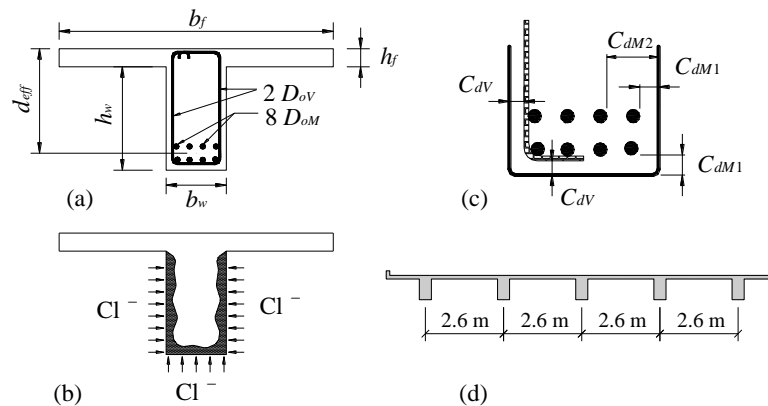 b_f
h_f
d_eff
h_w
2 D_oV
8 D_oM
b_w
(a)
C_dM2
C_dM1
C_dV
C_dM1
C_dV
(c)
Cl⁻
Cl⁻
Cl⁻
(b)
2.6 m 2.6 m 2.6 m 2.6 m
(d)